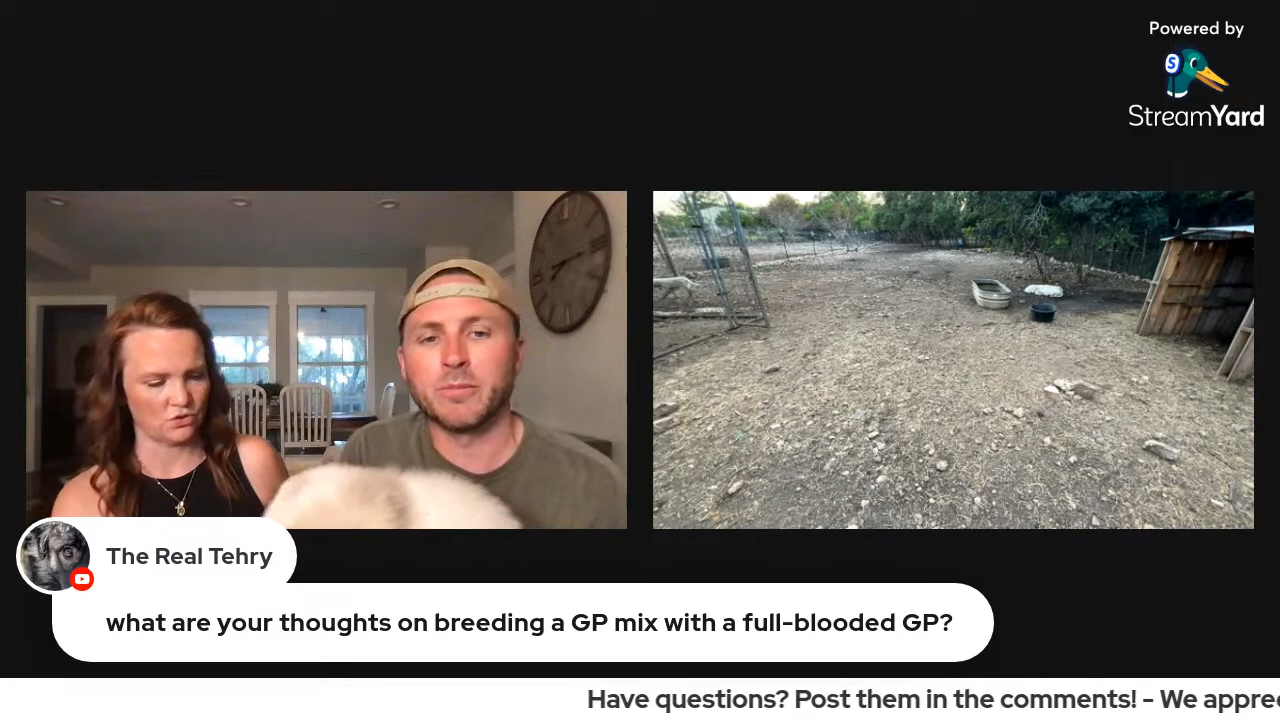 Powered by
StreamYard
The Real Tehry
what are your thoughts on breeding a GP mix with a full-blooded GP?
Have questions? Post them in the comments! - We apprec